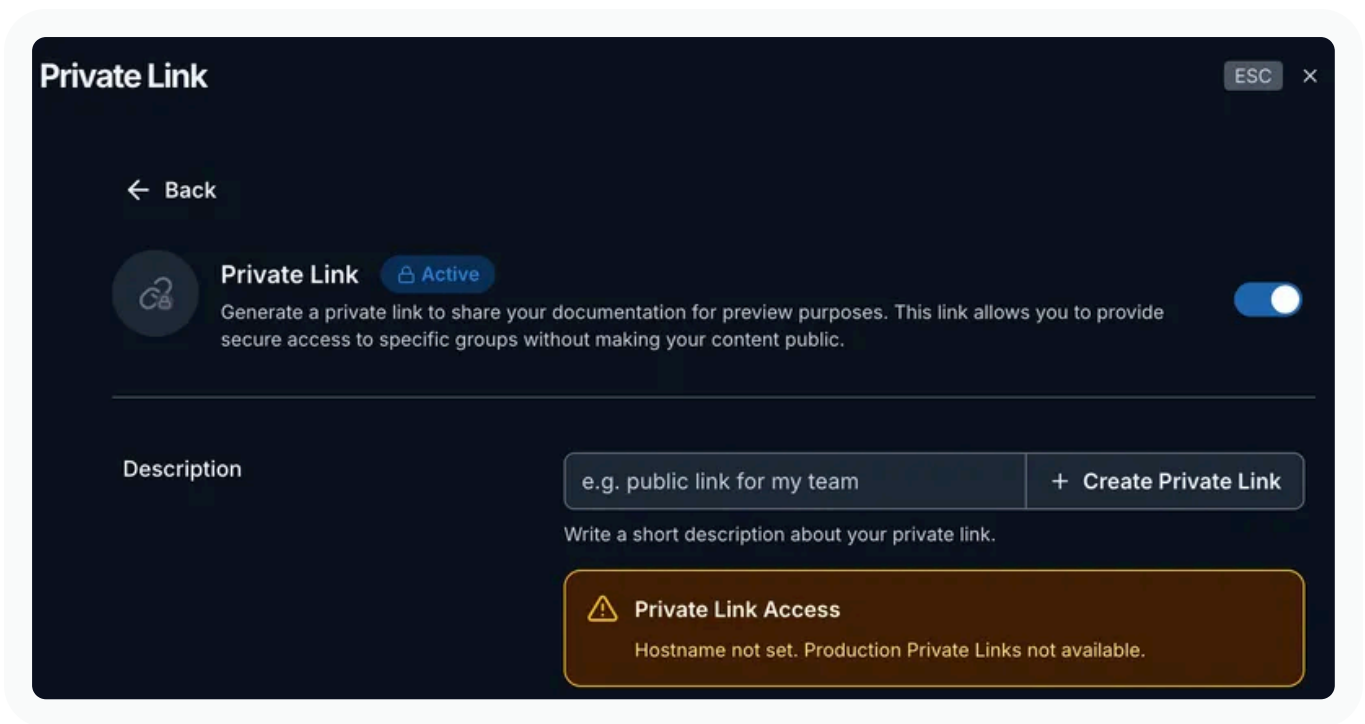 Private Link
ESC
Back
Private Link
Active
Generate a private link to share your documentation for preview purposes. This link allows you to provide
secure access to specific groups without making your content public.
Description
e.g. public link for my team
+ Create Private Link
Write a short description about your private link.
Private Link Access
Hostname not set. Production Private Links not available.